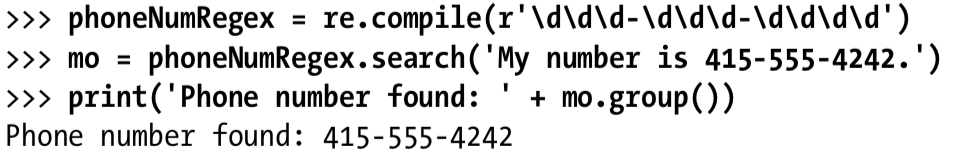 >>> phoneNumRegex = re.compile(r'\d\d\d-\d\d\d-\d\d\d\d')
>>> mo = phoneNumRegex.search('My number is 415-555-4242.')
>>> print('Phone number found: ' + mo.group())
Phone number found: 415-555-4242